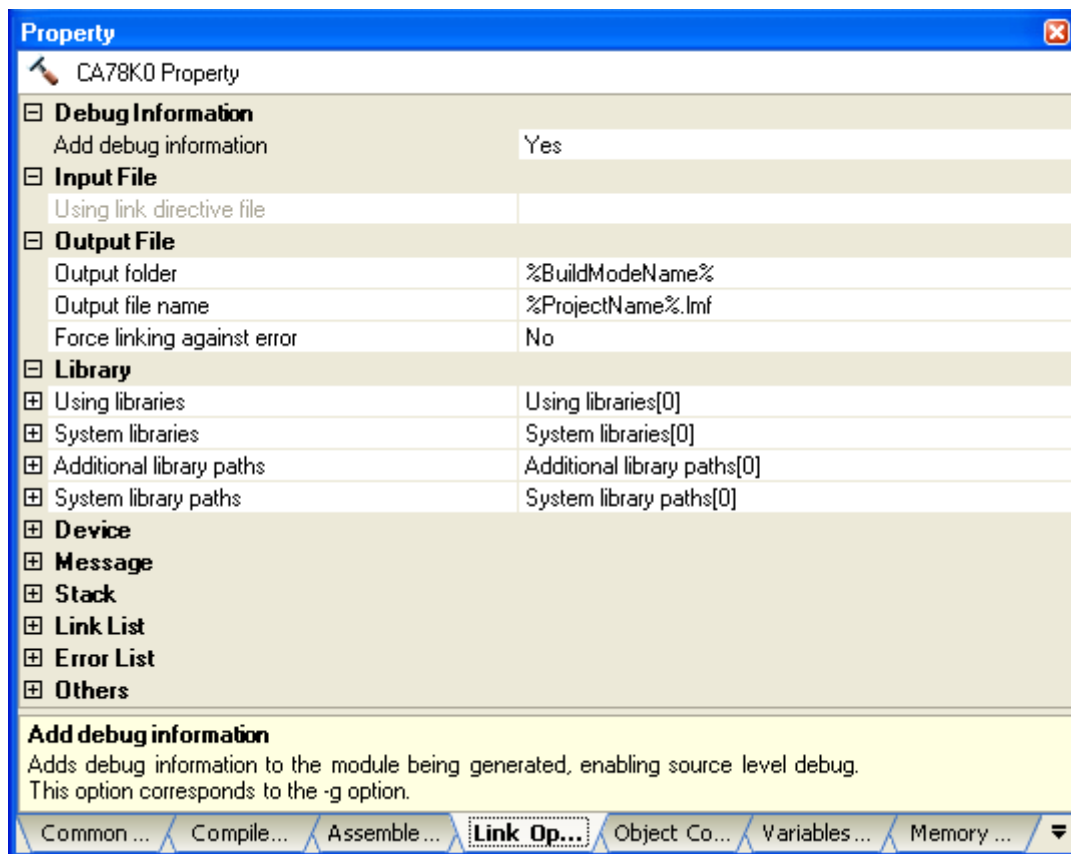 Property
CA78K0 Property
Debug Information
Add debug information Yes
Input File
Using link directive file
Output File
Output folder %BuildModeName%
Output file name %ProjectName%.lmf
Force linking against error No
Library
Using libraries Using libraries[0]
System libraries System libraries[0]
Additional library paths Additional library paths[0]
System library paths System library paths[0]
Device
Message
Stack
Link List
Error List
Others
Add debug information
Adds debug information to the module being generated, enabling source level debug.
This option corresponds to the -g option.
Common ... Compile... Assemble ... Link Op... Object Co... Variables ... Memory ...